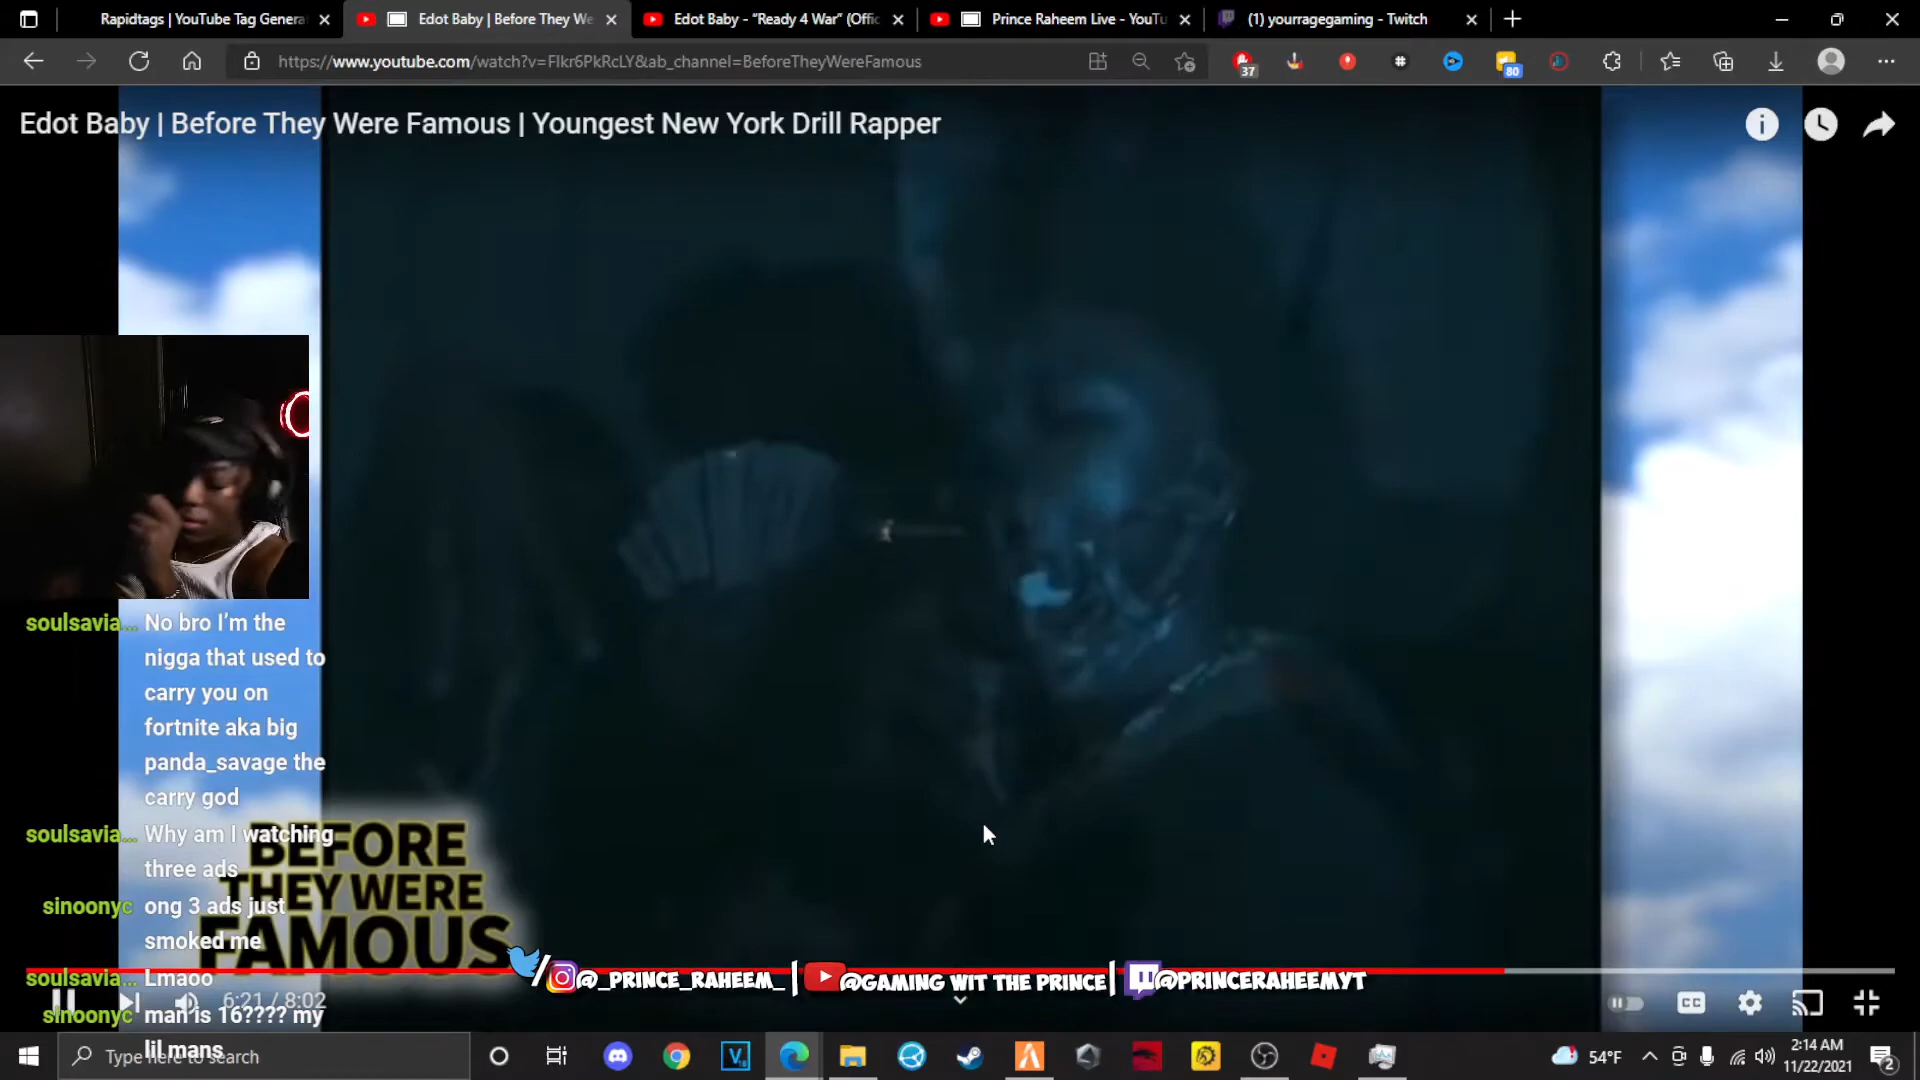 Rapidtags | YouTube Tag Genera
Edot Baby | Before They We
Edot Baby - “Ready 4 War” (Offic
Prince Raheem Live - YouTu
(1) yourragegaming - Twitch
https://www.youtube.com/watch?v=FIkr6PkRcLY&ab_channel=BeforeTheyWereFamous
37
80
Edot Baby | Before They Were Famous | Youngest New York Drill Rapper
soulsavia... No bro I’m the
nigga that used to
carry you on
fortnite aka big
panda_savage the
carry god
soulsavia... Why am I watching
three ads
sinoonyc ong 3 ads just
smoked me
soulsavia... Lmaoo
sinoonyc man is 16???? my
lil mans
BEFORE
THEY WERE
FAMOUS
@_PRINCE_RAHEEM_ | @GAMING WIT THE PRINCE | @PRINCERAHEEMYT
6:21 / 8:02
CC
Type here to search
54°F
2:14 AM
11/22/2021
2